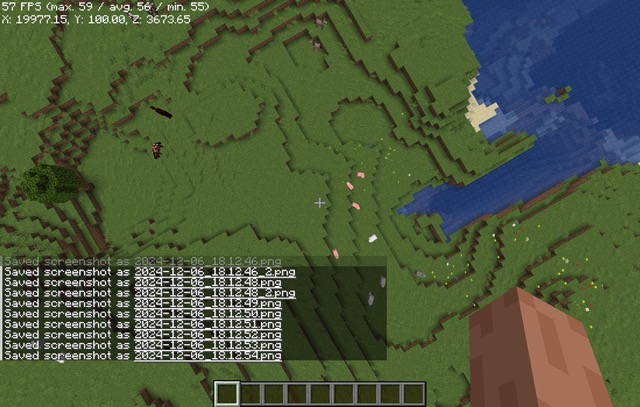 57 FPS (max. 59 / avg. 56 / min. 55)
X: 19977.15, Y: 100.00, Z: 3673.65
Saved screenshot as 2024-12-06_18.12.46.png
Saved screenshot as 2024-12-06_18.12.46_2.png
Saved screenshot as 2024-12-06_18.12.48.png
Saved screenshot as 2024-12-06_18.12.48_2.png
Saved screenshot as 2024-12-06_18.12.49.png
Saved screenshot as 2024-12-06_18.12.50.png
Saved screenshot as 2024-12-06_18.12.51.png
Saved screenshot as 2024-12-06_18.12.52.png
Saved screenshot as 2024-12-06_18.12.53.png
Saved screenshot as 2024-12-06_18.12.54.png